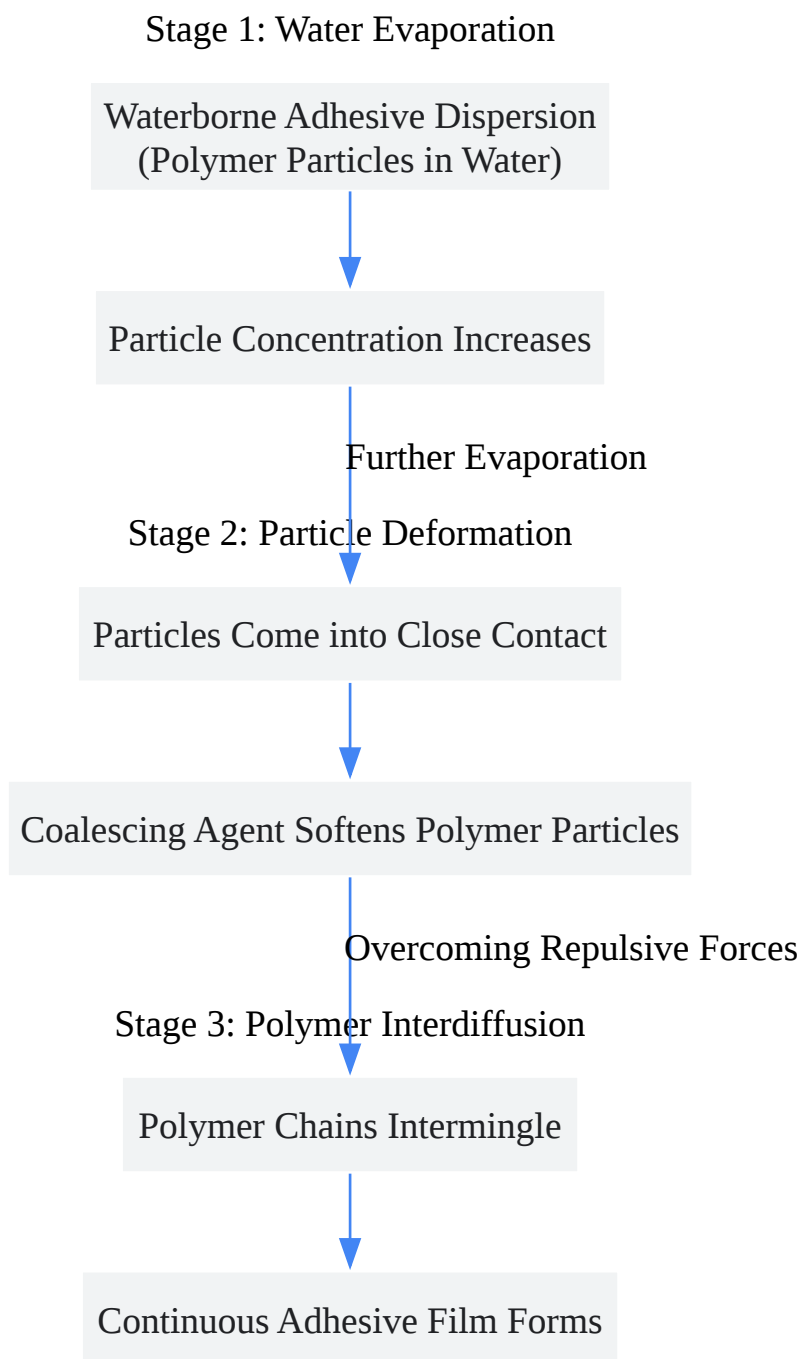 Stage 1: Water Evaporation
Waterborne Adhesive Dispersion
(Polymer Particles in Water)
Particle Concentration Increases
Further Evaporation
Stage 2: Particle Deformation
Particles Come into Close Contact
Coalescing Agent Softens Polymer Particles
Overcoming Repulsive Forces
Stage 3: Polymer Interdiffusion
Polymer Chains Intermingle
Continuous Adhesive Film Forms